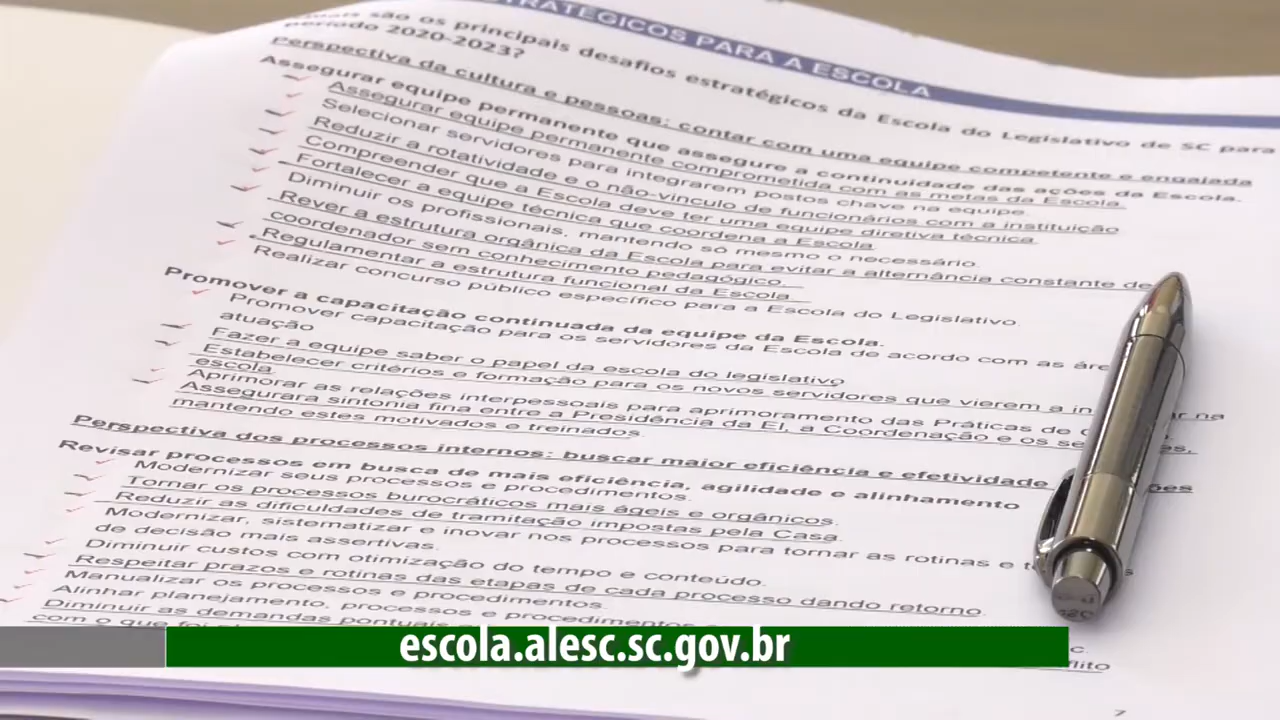 ESTRATÉGICOS PARA A ESCOLA
são os principais desafios estratégicos da Escola do Legislativo de SC para
período 2020-2023?
Perspectiva da cultura e pessoas: contar com uma equipe competente e engajada
Assegurar equipe permanente que assegure a continuidade das ações da Escola.
Assegurar equipe permanente comprometida com as metas da Escola.
Selecionar servidores para integrarem postos chave na equipe.
Reduzir a rotatividade e o não-vínculo de funcionários com a instituição
Compreender que a Escola deve ter uma equipe diretiva técnica.
Fortalecer a equipe técnica que coordena a Escola
Diminuir os profissionais, mantendo só mesmo o necessário.
Rever a estrutura orgânica da Escola para evitar a alternância constante de
coordenador sem conhecimento pedagógico.
Regulamentar a estrutura funcional da Escola.
Realizar concurso público específico para a Escola do Legislativo.
Promover a capacitação continuada da equipe da Escola.
Promover capacitação para os servidores da Escola de acordo com as
atuação
Fazer a equipe saber o papel da escola do legislativo
Estabelecer critérios e formação para os novos servidores que vierem a na
escola.
Aprimorar as relações interpessoais para aprimoramento das Práticas de
Assegurara sintonia fina entre a Presidência da EI, a Coordenação e os
mantendo estes motivados e treinados.
Perspectiva dos processos internos: buscar maior eficiência e efetividade
Revisar processos em busca de mais eficiência, agilidade e alinhamento
Modernizar seus processos e procedimentos.
Tornar os processos burocráticos mais ágeis e orgânicos.
Reduzir as dificuldades de tramitação impostas pela Casa.
Modernizar, sistematizar e inovar nos processos para tornar as rotinas e
de decisão mais assertivas.
Diminuir custos com otimização do tempo e conteúdo.
Respeitar prazos e rotinas das etapas de cada processo dando retorno
Manualizar os processos e procedimentos.
Alinhar planejamento, processos e procedimentos
Diminuir as demandas pontuais
com o que foi
escola.alesc.sc.gov.br
7